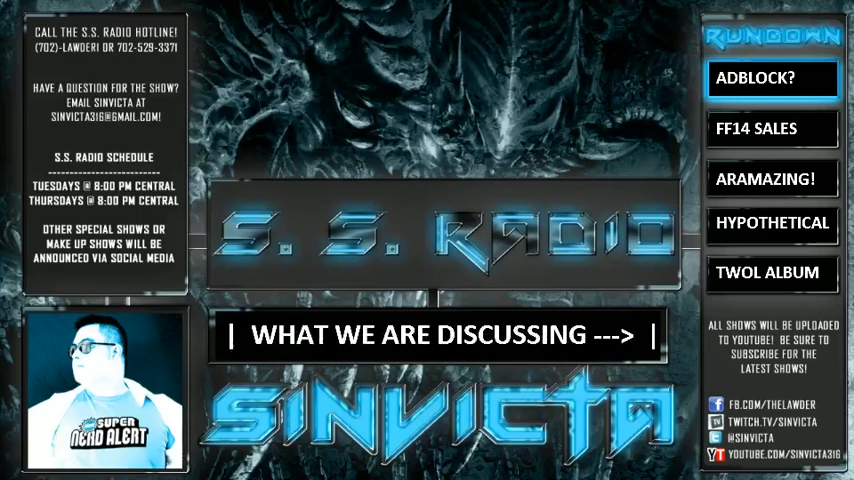 CALL THE S.S. RADIO HOTLINE!
(702)-LAWDERI OR 702-529-3371
HAVE A QUESTION FOR THE SHOW?
EMAIL SINVICTA AT
SINVICTA316@GMAIL.COM!
S.S. RADIO SCHEDULE
--------------------------
TUESDAYS @ 8:00 PM CENTRAL
THURSDAYS @ 8:00 PM CENTRAL
OTHER SPECIAL SHOWS OR
MAKE UP SHOWS WILL BE
ANNOUNCED VIA SOCIAL MEDIA
SUPER
NERD ALERT
S. S. RADIO
| WHAT WE ARE DISCUSSING ---> |
SINVICTA
RUNDOWN
ADBLOCK?
FF14 SALES
ARAMAZING!
HYPOTHETICAL
TWOL ALBUM
ALL SHOWS WILL BE UPLOADED
TO YOUTUBE! BE SURE TO
SUBSCRIBE FOR THE
LATEST SHOWS!
FB.COM/THELAWDER
TWITCH.TV/SINVICTA
@SINVICTA
YT YOUTUBE.COM/SINVICTA316